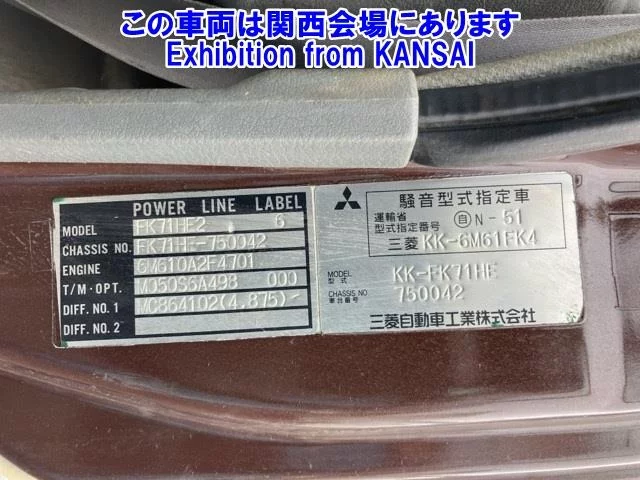 この車両は関西会場にあります
Exhibition from KANSAI
POWER LINE LABEL
MODEL FK71HE2 6
CHASSIS NO. FK71HE-750042
ENGINE 6M610A2F4701
T/M·OPT. MJ50S6A498 000
DIFF. NO. 1 MC864102(4.875)-
DIFF. NO. 2
騒音型式指定車
運輸省
型式指定番号 自N-51
三菱 KK-6M61FK4
MODEL
型式 KK-FK71HE
CHASSIS NO
車台番号 750042
三菱自動車工業株式会社